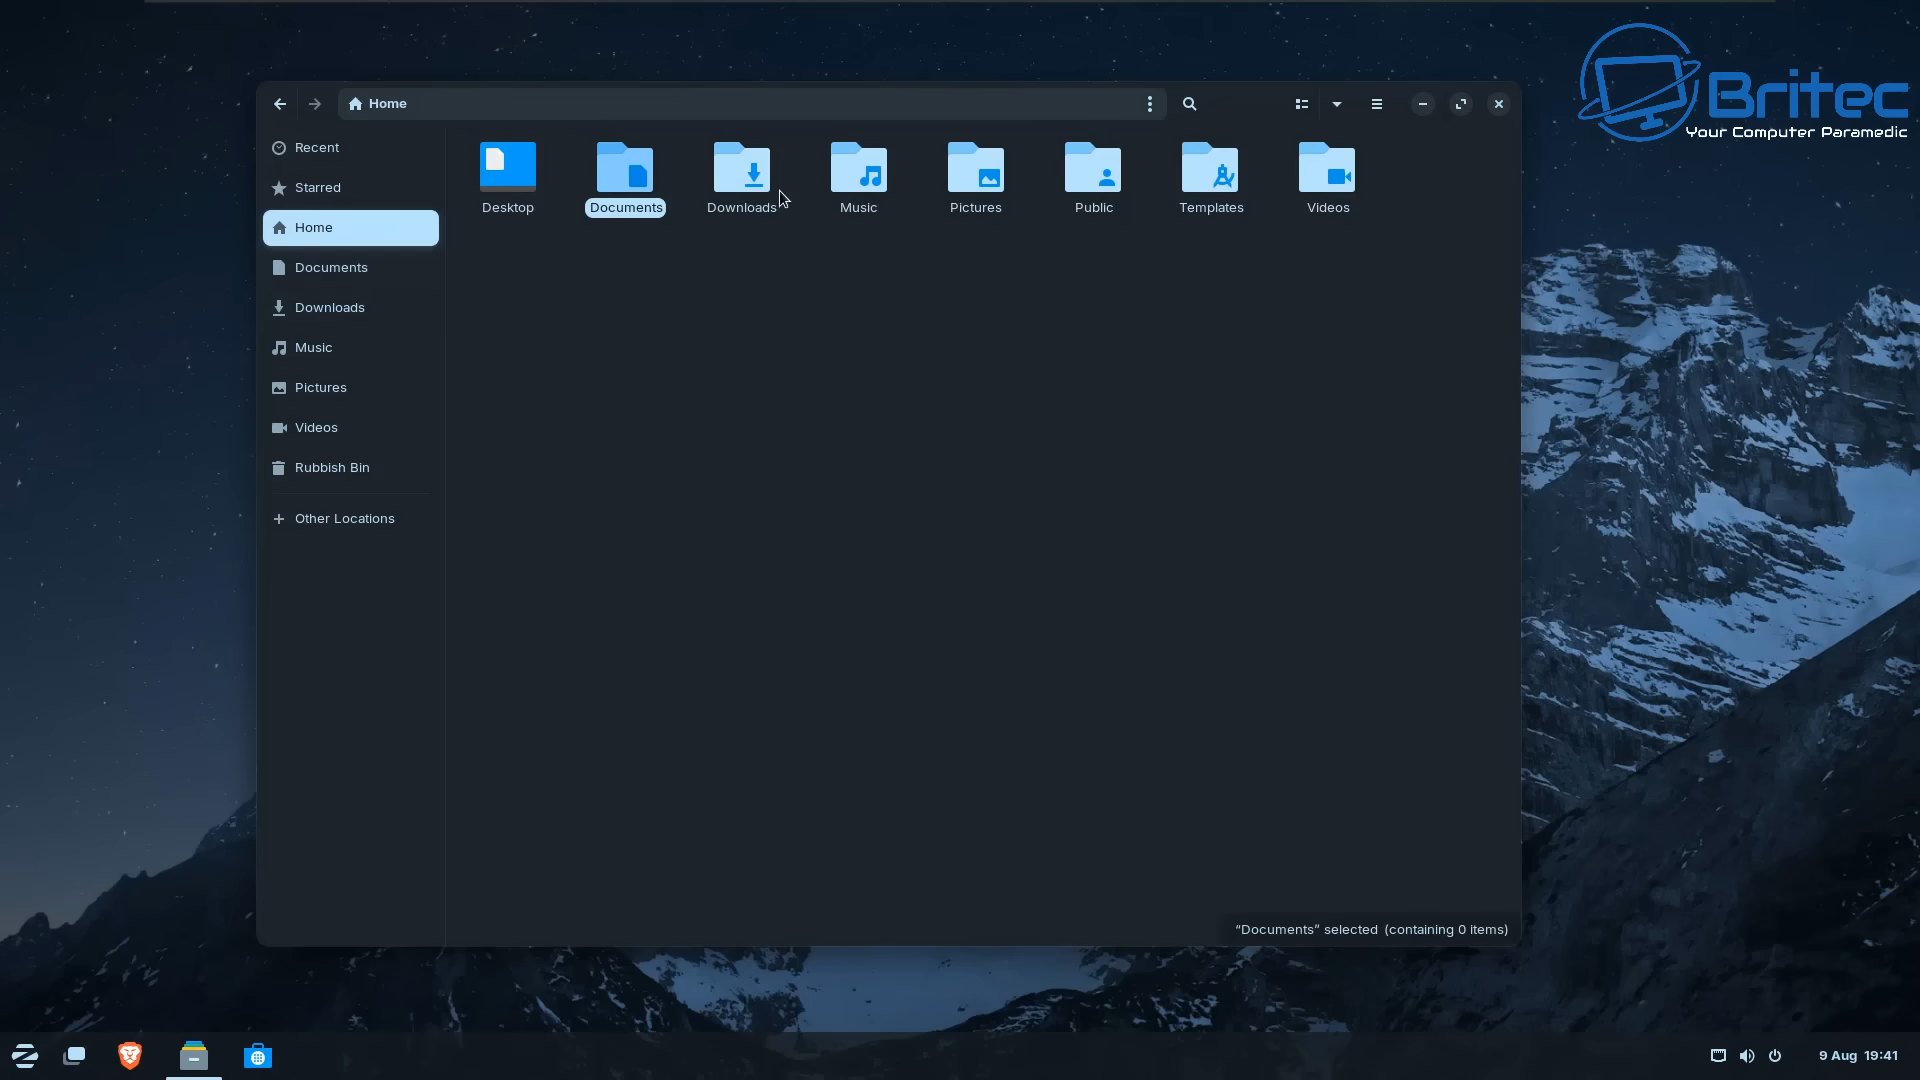 Britec
Your Computer Paramedic
Home
Recent
Starred
Home
Documents
Downloads
Music
Pictures
Videos
Rubbish Bin
Other Locations
Desktop
Documents
Downloads
Music
Pictures
Public
Templates
Videos
“Documents” selected (containing 0 items)
9 Aug 19:41